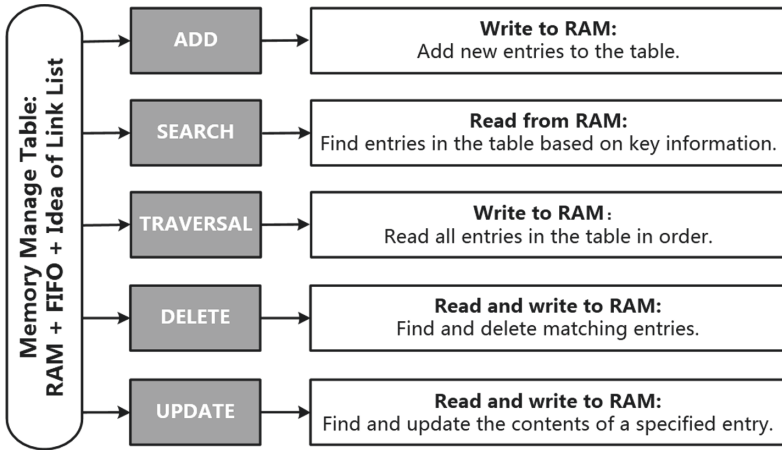 Memory Manage Table:
RAM + FIFO + Idea of Link List
ADD
Write to RAM:
Add new entries to the table.
SEARCH
Read from RAM:
Find entries in the table based on key information.
TRAVERSAL
Write to RAM：
Read all entries in the table in order.
DELETE
Read and write to RAM:
Find and delete matching entries.
UPDATE
Read and write to RAM:
Find and update the contents of a specified entry.